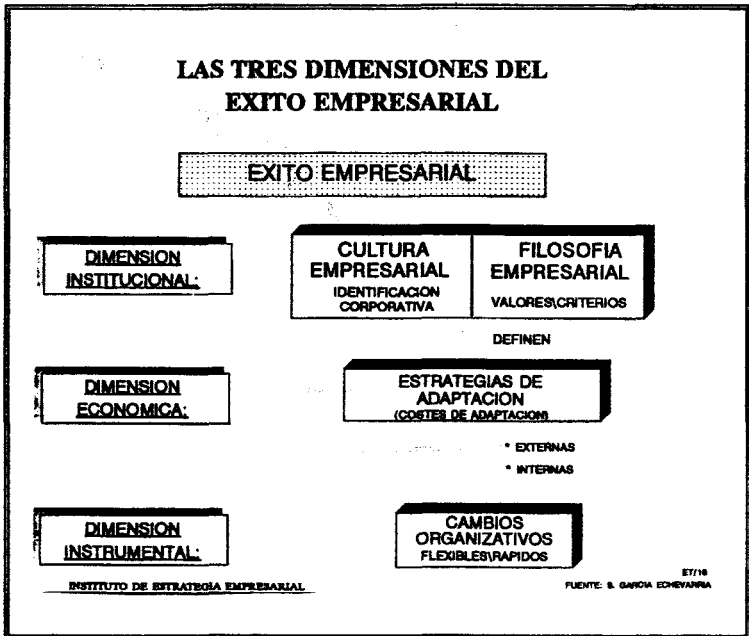 LAS TRES DIMENSIONES DEL
EXITO EMPRESARIAL
EXITO EMPRESARIAL
DIMENSION
INSTITUCIONAL:
CULTURA
EMPRESARIAL
IDENTIFICACION
CORPORATIVA
FILOSOFIA
EMPRESARIAL
VALORES\CRITERIOS
DEFINEN
DIMENSION
ECONOMICA:
ESTRATEGIAS DE
ADAPTACION
(COSTES DE ADAPTACION)
* EXTERNAS
* INTERNAS
DIMENSION
INSTRUMENTAL:
CAMBIOS
ORGANIZATIVOS
FLEXIBLES\RAPIDOS
INSTITUTO DE ESTRATEGIA EMPRESARIAL
ET/16
FUENTE: S. GARCIA ECHEVARRIA